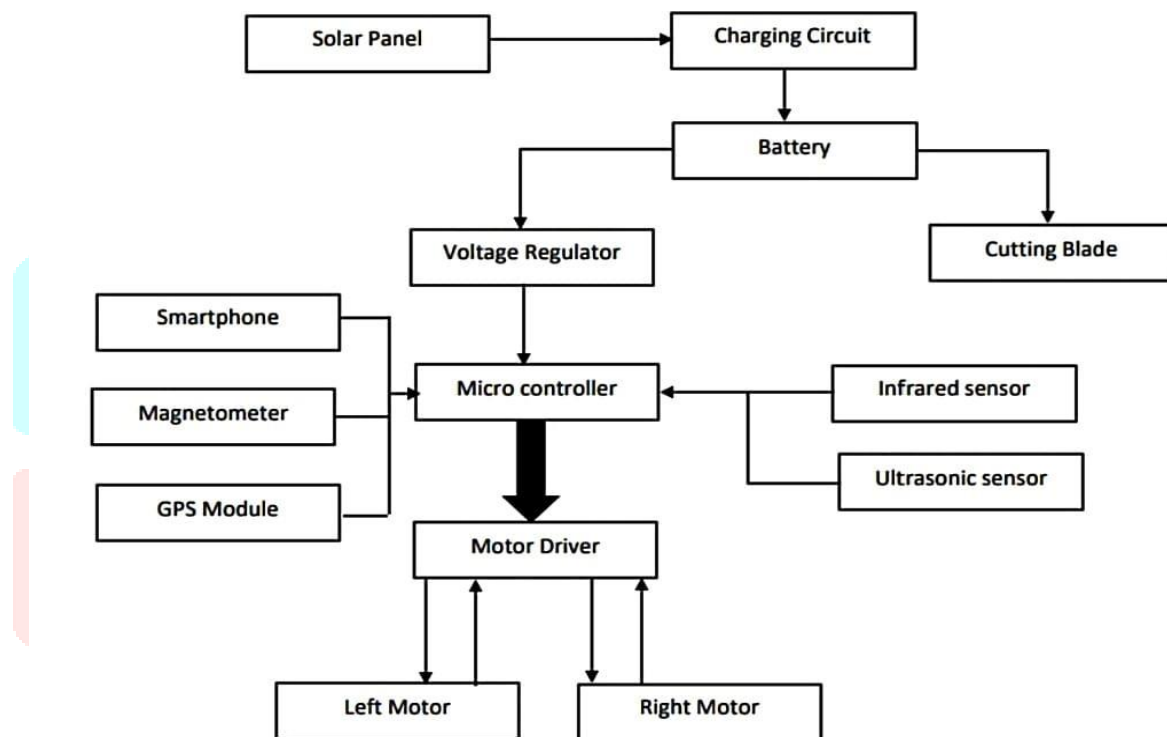 Solar Panel
Charging Circuit
Battery
Voltage Regulator
Cutting Blade
Smartphone
Micro controller
Infrared sensor
Magnetometer
Ultrasonic sensor
GPS Module
Motor Driver
Left Motor
Right Motor